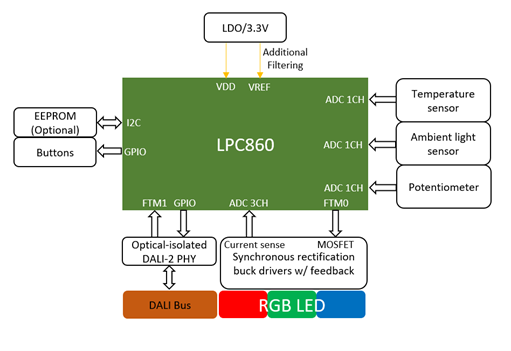 LDO/3.3V
Additional
Filtering
VDD
VREF
LPC860
EEPROM
(Optional)
I2C
Buttons
GPIO
ADC 1CH
Temperature
sensor
ADC 1CH
Ambient light
sensor
ADC 1CH
Potentiometer
FTM1
GPIO
ADC 3CH
FTM0
Optical-isolated
DALI-2 PHY
Current sense
MOSFET
Synchronous rectification
buck drivers w/ feedback
DALI Bus
RGB LED